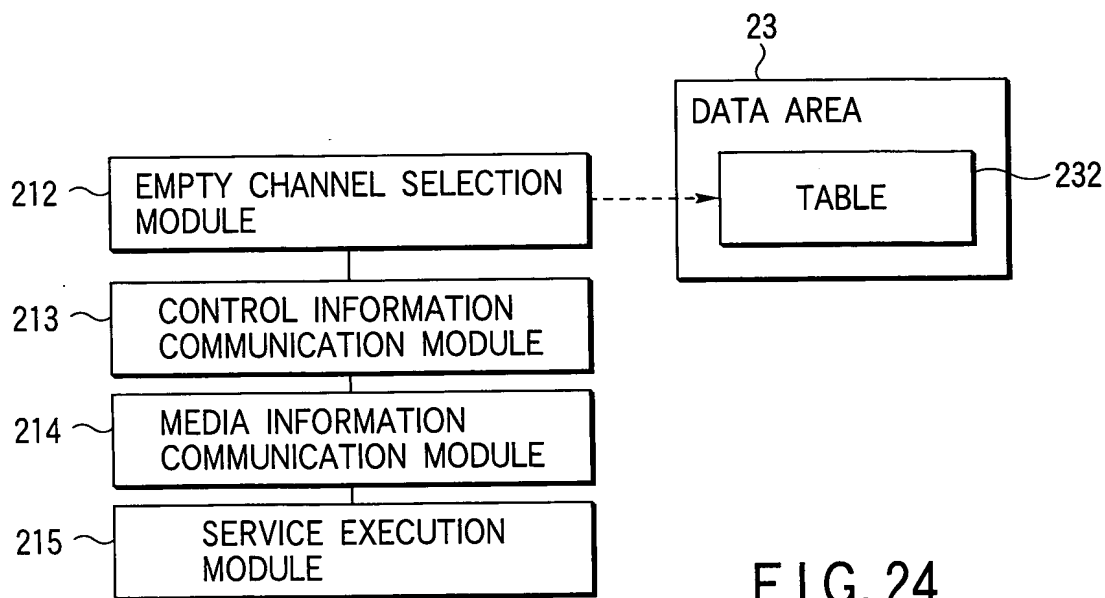 23
DATA AREA
TABLE
232
212
EMPTY CHANNEL SELECTION
MODULE
213
CONTROL INFORMATION
COMMUNICATION MODULE
214
MEDIA INFORMATION
COMMUNICATION MODULE
215
SERVICE EXECUTION
MODULE
FIG. 24